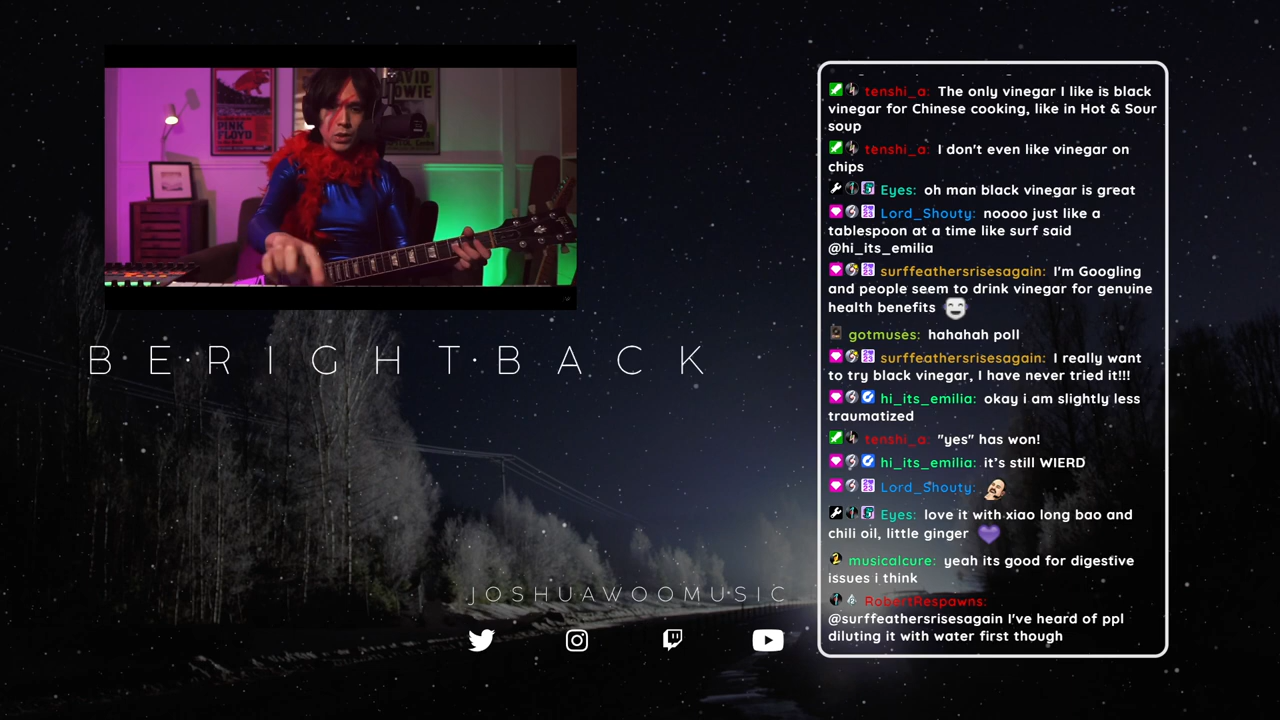 PINK FLOYD
DAVID
BOWIE
BE·RIGHT·BACK
JOSHUAWOOMUSIC
tenshi_a: The only vinegar I like is black
vinegar for Chinese cooking, like in Hot & Sour
soup
tenshi_a: I don't even like vinegar on
chips
Eyes: oh man black vinegar is great
Lord_Shouty: noooo just like a
tablespoon at a time like surf said
@hi_its_emilia
surffeathersrisesagain: I'm Googling
and people seem to drink vinegar for genuine
health benefits
gotmuses: hahahah poll
surffeathersrisesagain: I really want
to try black vinegar, I have never tried it!!!
hi_its_emilia: okay i am slightly less
traumatized
tenshi_a: "yes" has won!
hi_its_emilia: it's still WIERD
Lord_Shouty:
Eyes: love it with xiao long bao and
chili oil, little ginger
musicalcure: yeah its good for digestive
issues i think
RobertRespawns:
@surffeathersrisesagain I've heard of ppl
diluting it with water first though